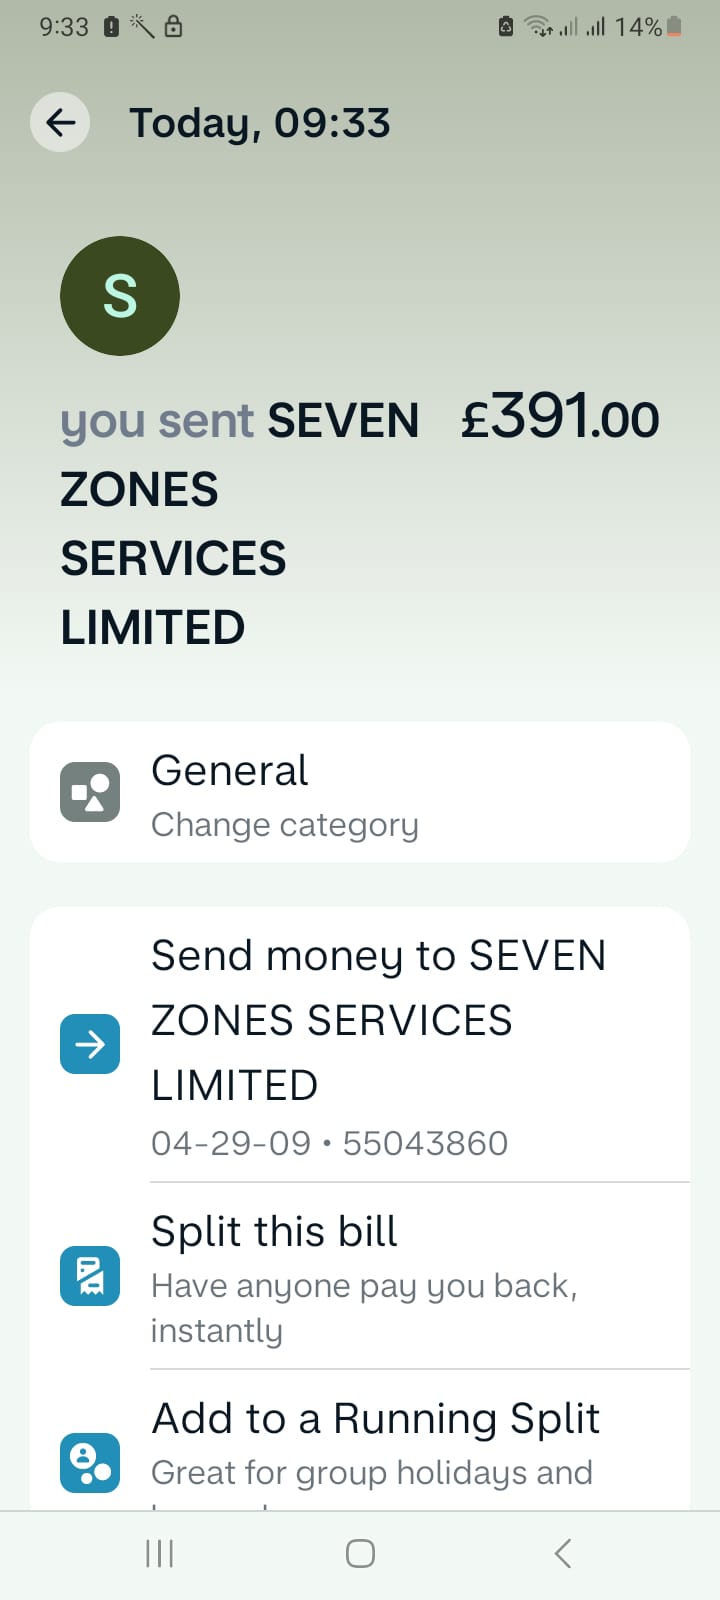 9:33 14%
Today, 09:33
S
you sent SEVEN £391.00
ZONES
SERVICES
LIMITED
General
Change category
Send money to SEVEN
ZONES SERVICES
LIMITED
04-29-09 • 55043860
Split this bill
Have anyone pay you back,
instantly
Add to a Running Split
Great for group holidays and